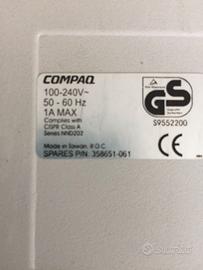 COMPAQ
100-240V~
50 - 60 Hz
1A MAX
Complies with
CISPR Class A
Series NND202
Made in Taiwan, R.O.C.
SPARES P/N: 358651-061
GS
S9552200
CE
subito